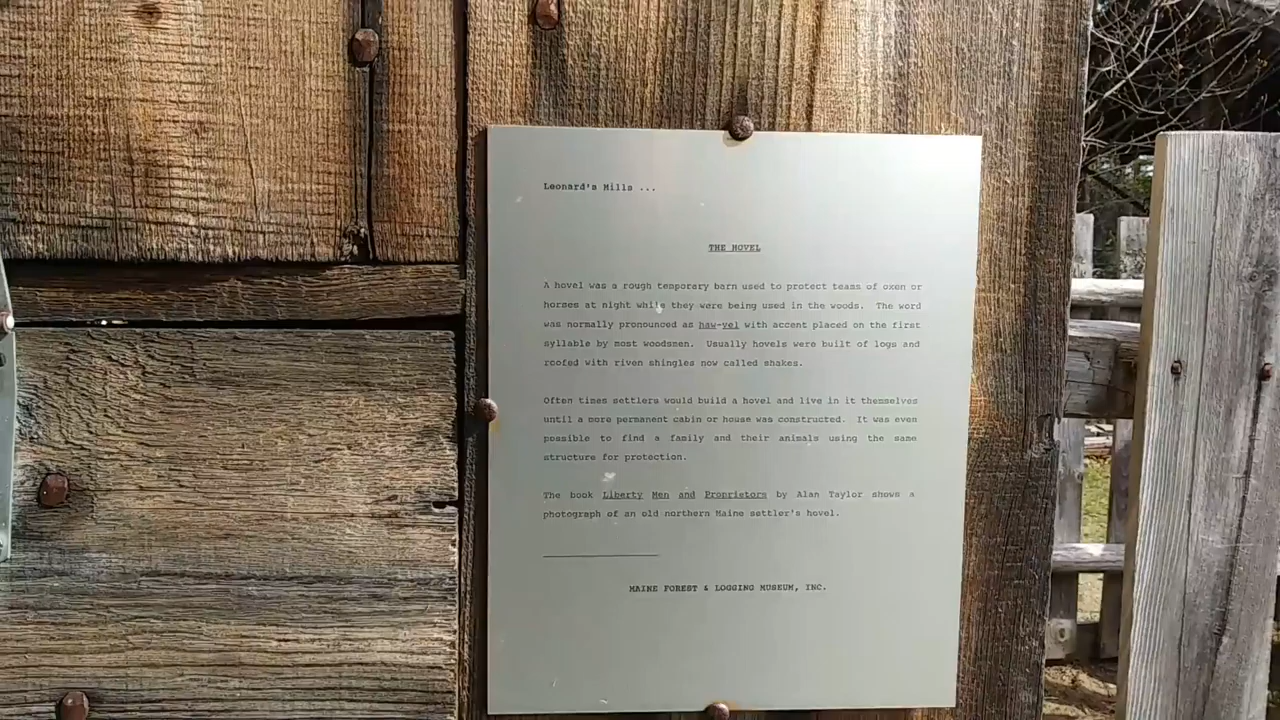 Leonard's Mills ...
THE HOVEL
A hovel was a rough temporary barn used to protect teams of oxen or
horses at night while they were being used in the woods. The word
was normally pronounced as haw-vel with accent placed on the first
syllable by most woodsmen. Usually hovels were built of logs and
roofed with riven shingles now called shakes.
Often times settlers would build a hovel and live in it themselves
until a more permanent cabin or house was constructed. It was even
possible to find a family and their animals using the same
structure for protection.
The book Liberty Men and Proprietors by Alan Taylor shows a
photograph of an old northern Maine settler's hovel.
MAINE FOREST & LOGGING MUSEUM, INC.